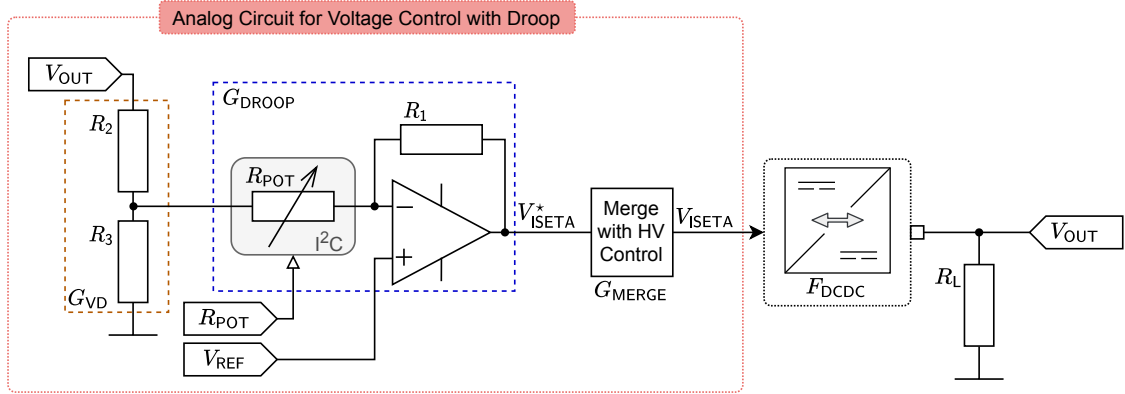 Analog Circuit for Voltage Control with Droop
V_OUT
R_2
R_3
G_VD
G_DROOP
R_1
R_POT
I²C
− 
+
R_POT
V_REF
V*_ISETA
Merge
with HV
Control
G_MERGE
V_ISETA
F_DCDC
R_L
V_OUT